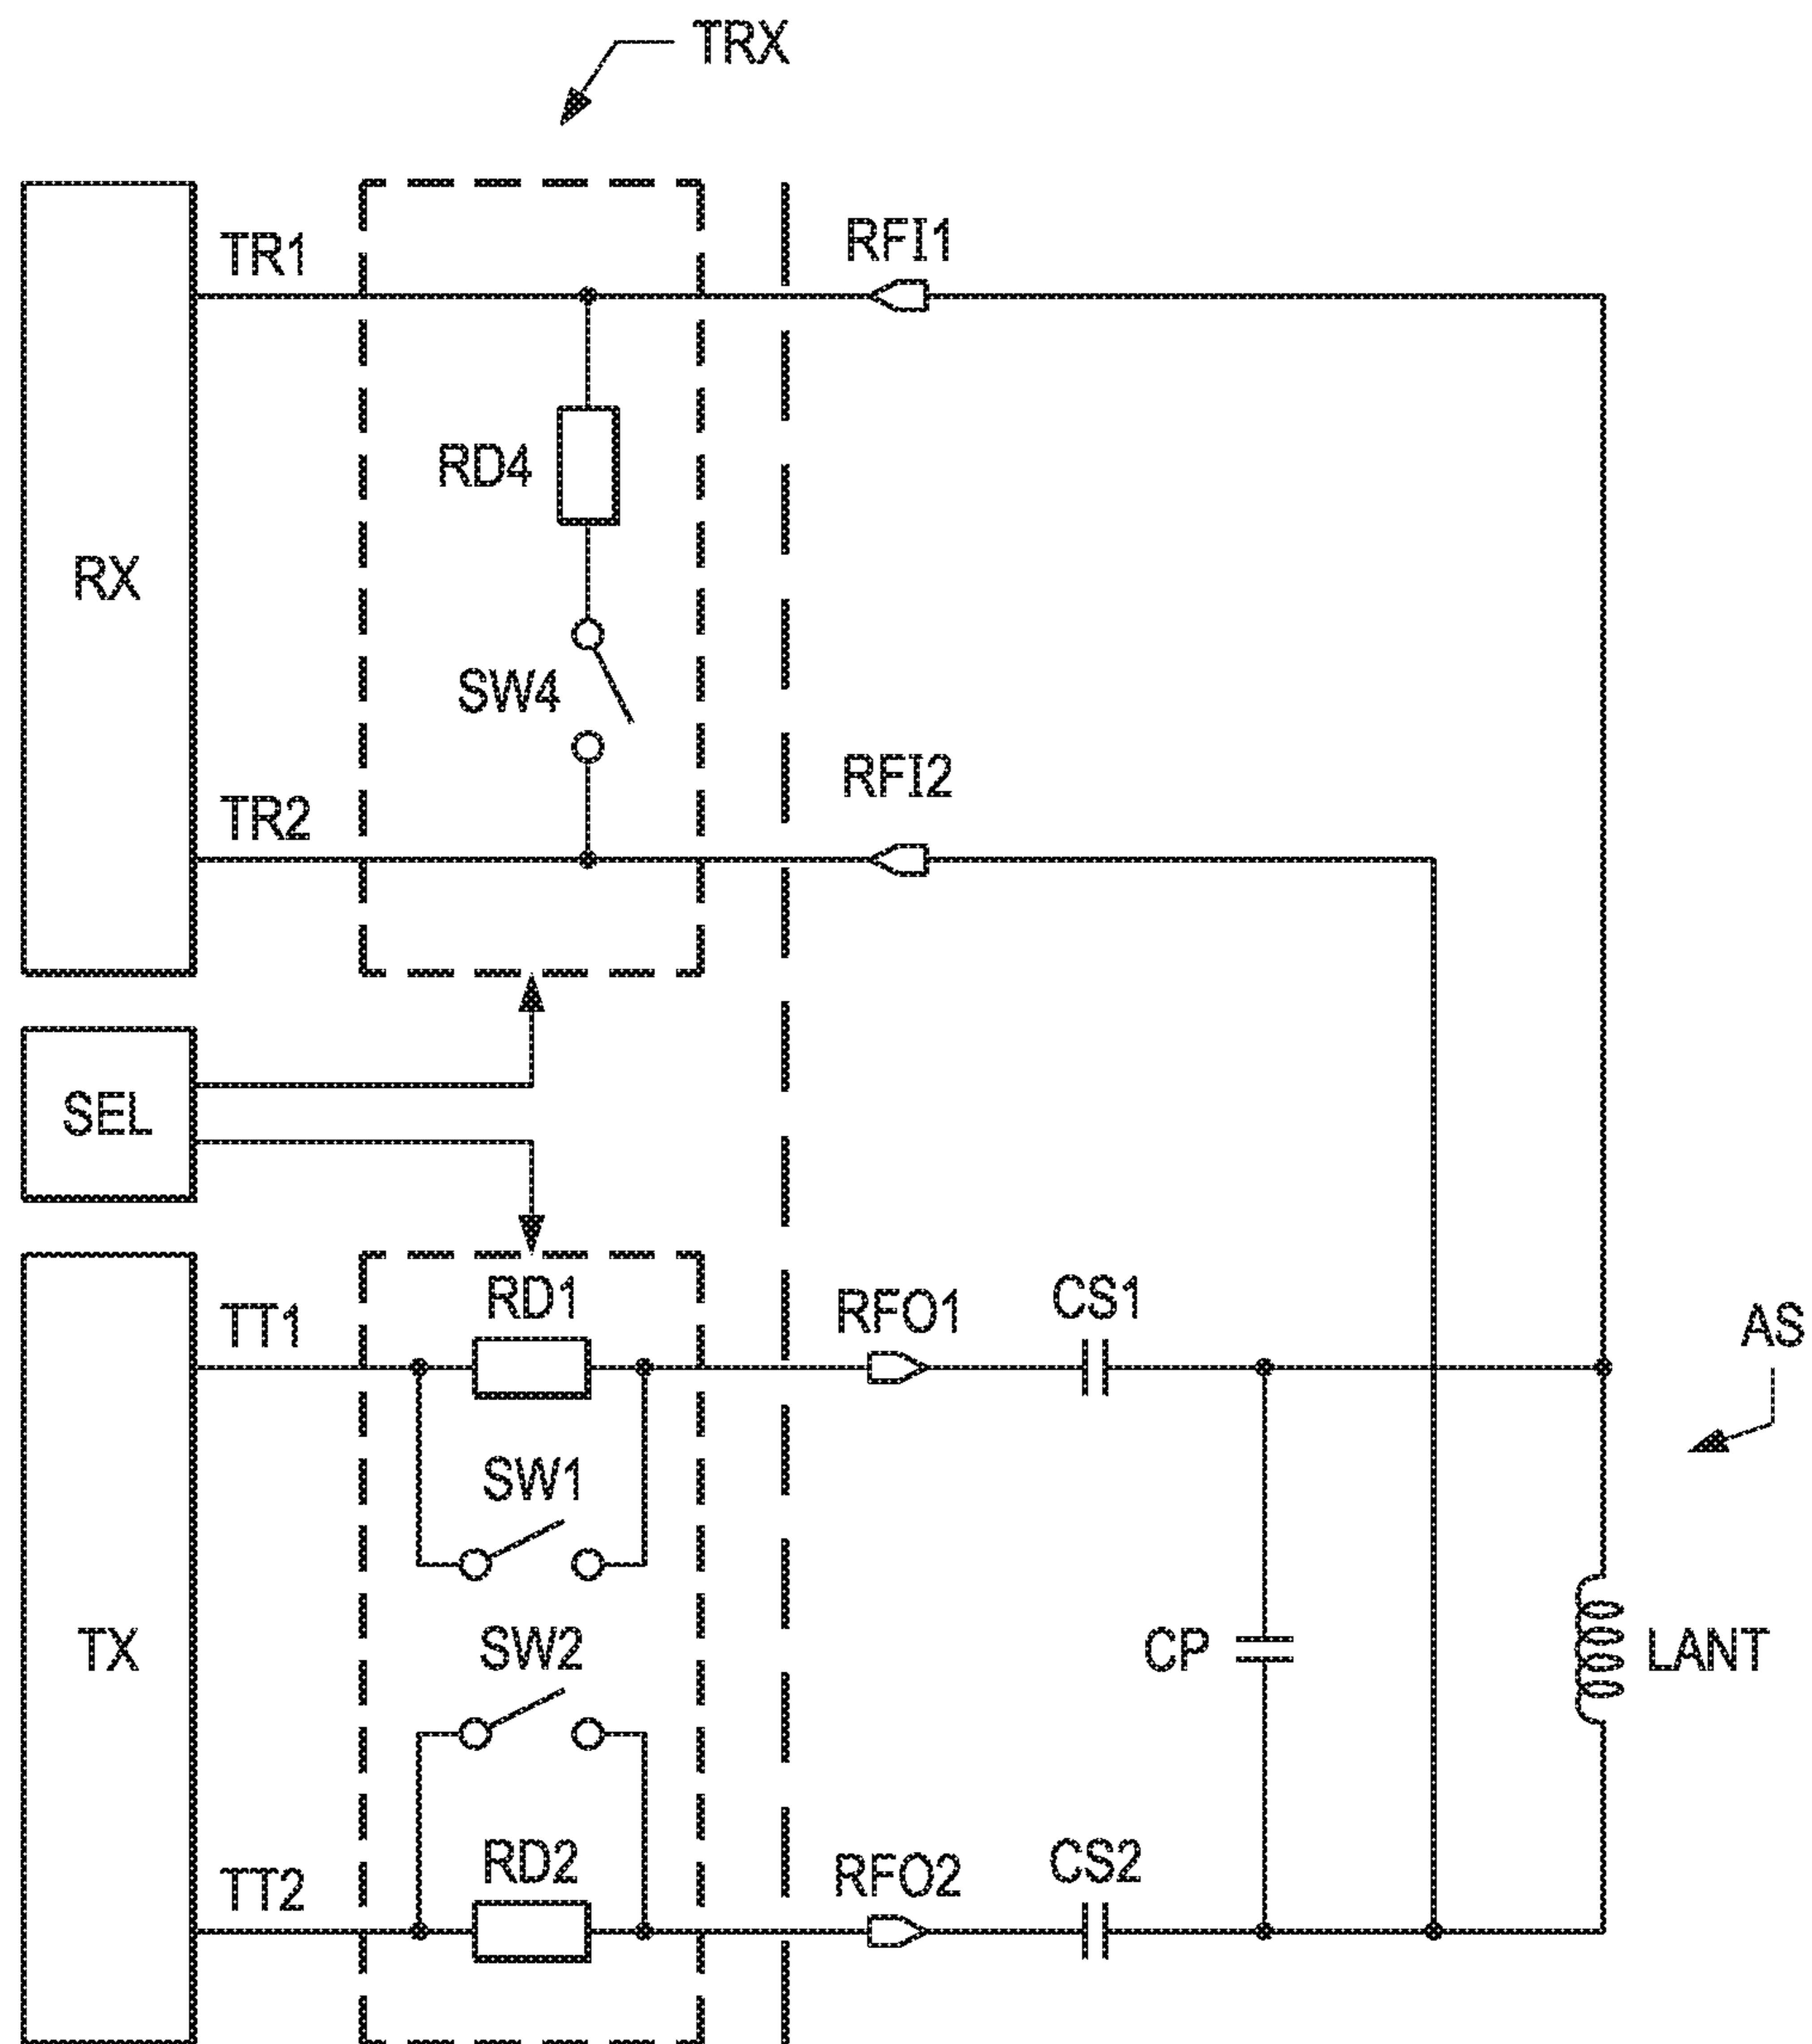 TRX
TR1
RFI1
RD4
RX
SW4
RFI2
TR2
SEL
RD1
TT1
RFO1
CS1
AS
SW1
SW2
TX
CP
LANT
RD2
TT2
RFO2
CS2